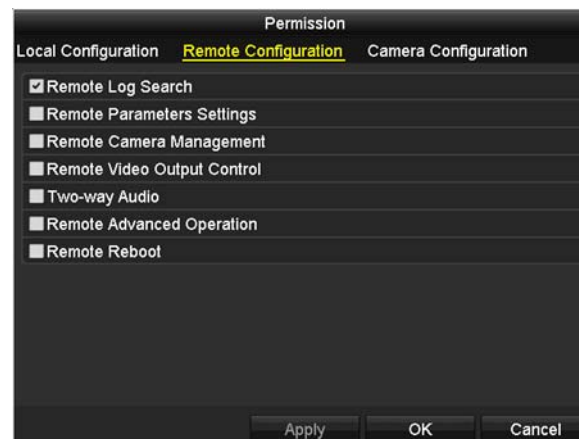 Permission
Local Configuration Remote Configuration Camera Configuration
Remote Log Search
Remote Parameters Settings
Remote Camera Management
Remote Video Output Control
Two-way Audio
Remote Advanced Operation
Remote Reboot
Apply OK Cancel